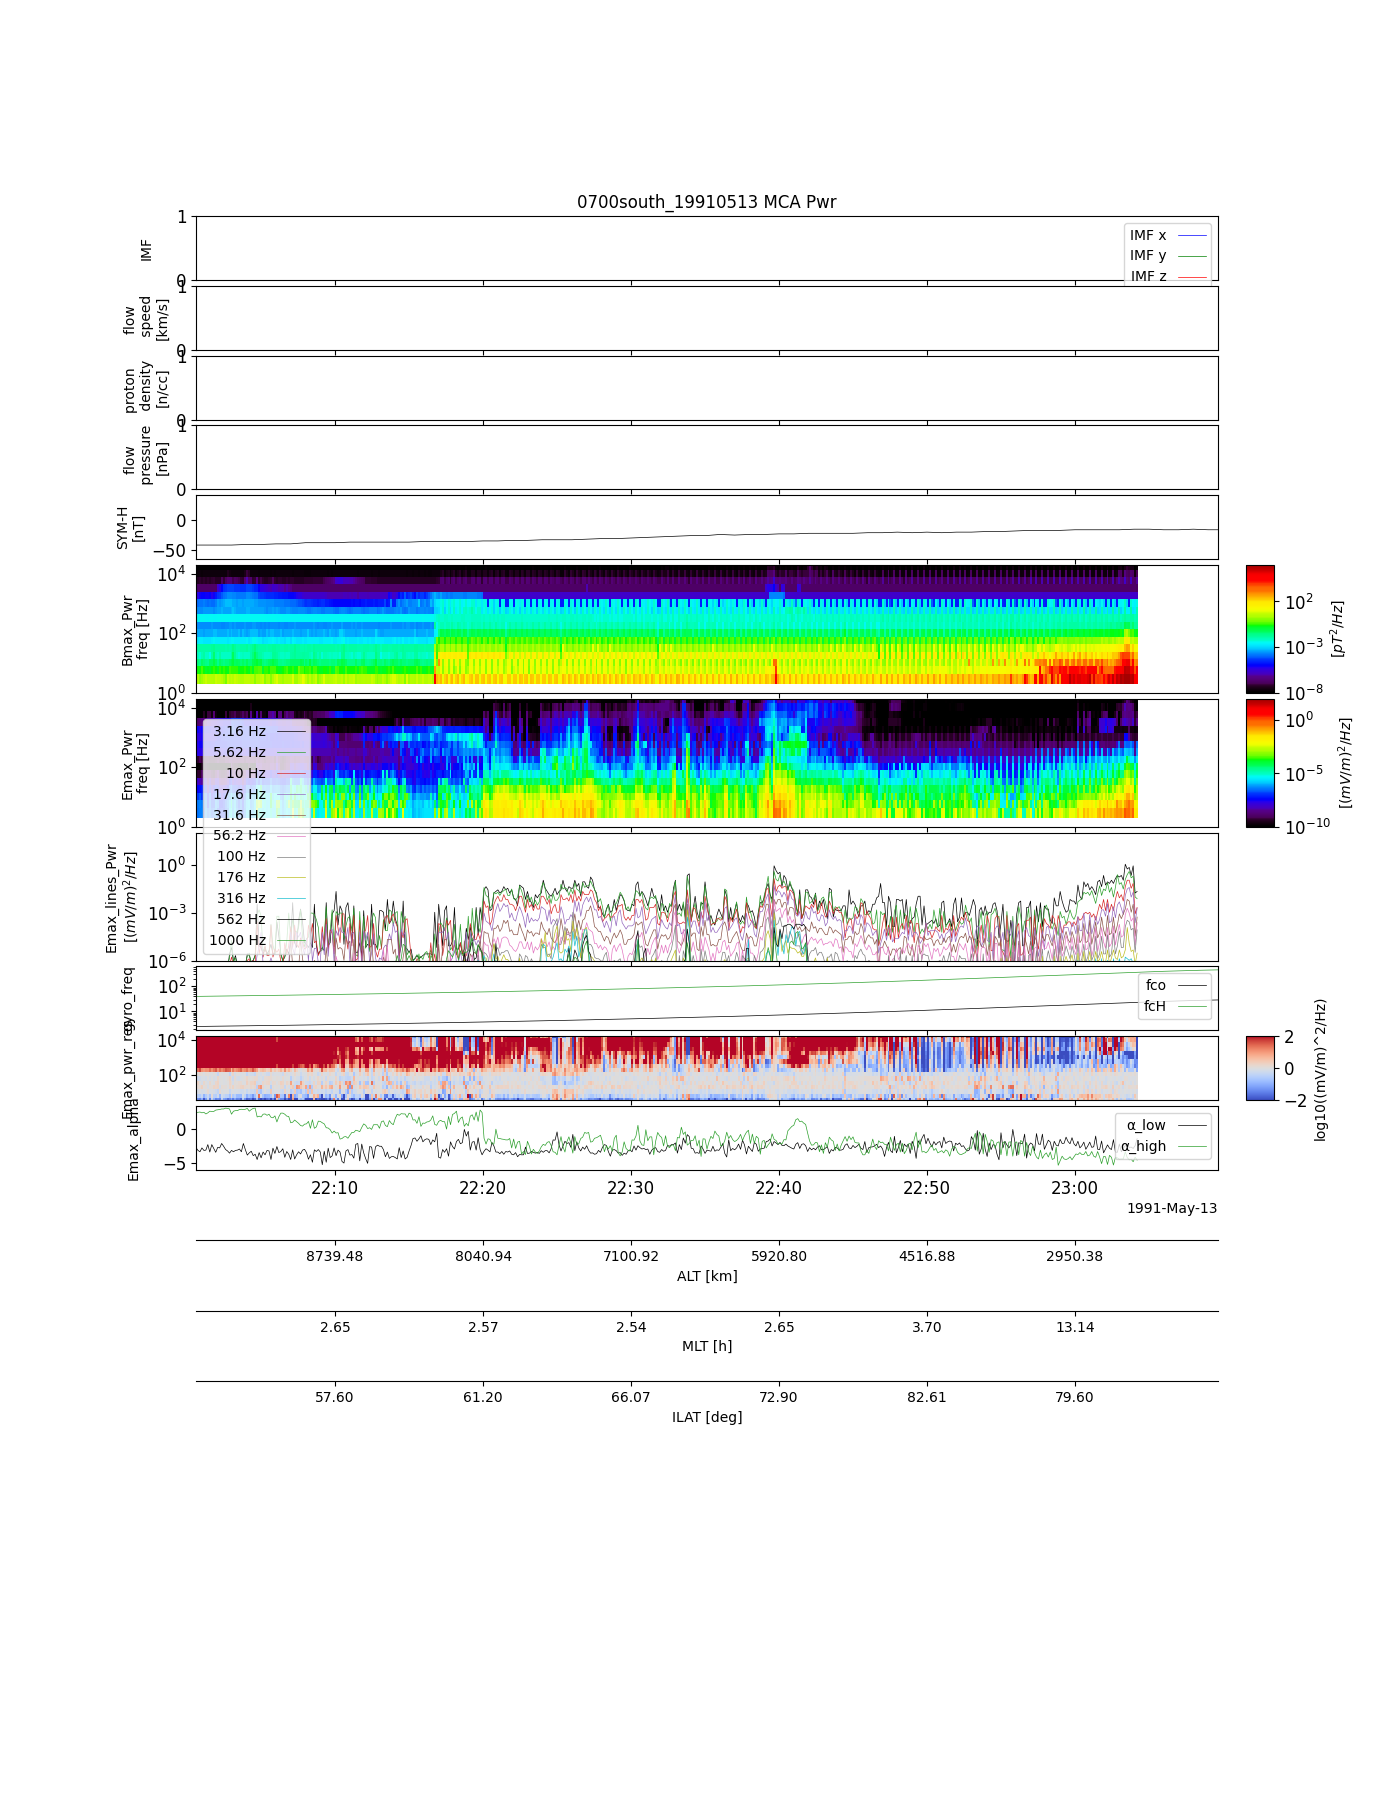 0700south_19910513 MCA Pwr
1
IMF
0
IMF x
IMF y
IMF z
1
flow
speed
[km/s]
0
1
proton
density
[n/cc]
0
1
flow
pressure
[nPa]
0
SYM-H
[nT]
0
−50
Bmax_Pwr
freq [Hz]
10^4
10^2
10^0
10^2
10^-3
10^-8
[pT^2/Hz]
Emax_Pwr
freq [Hz]
10^4
10^2
10^0
10^0
10^-5
10^-10
[(mV/m)^2/Hz]
3.16 Hz
5.62 Hz
10 Hz
17.6 Hz
31.6 Hz
56.2 Hz
100 Hz
176 Hz
316 Hz
562 Hz
1000 Hz
Emax_lines_Pwr
[(mV/m)^2/Hz]
10^0
10^-3
10^-6
10^2
10^1
fco
fcH
Emax_pwr_reg
10^4
10^2
2
0
−2
log10((mV/m)^2/Hz)
Emax_alpha
0
−5
α_low
α_high
22:10 22:20 22:30 22:40 22:50 23:00
1991-May-13
8739.48 8040.94 7100.92 5920.80 4516.88 2950.38
ALT [km]
2.65 2.57 2.54 2.65 3.70 13.14
MLT [h]
57.60 61.20 66.07 72.90 82.61 79.60
ILAT [deg]